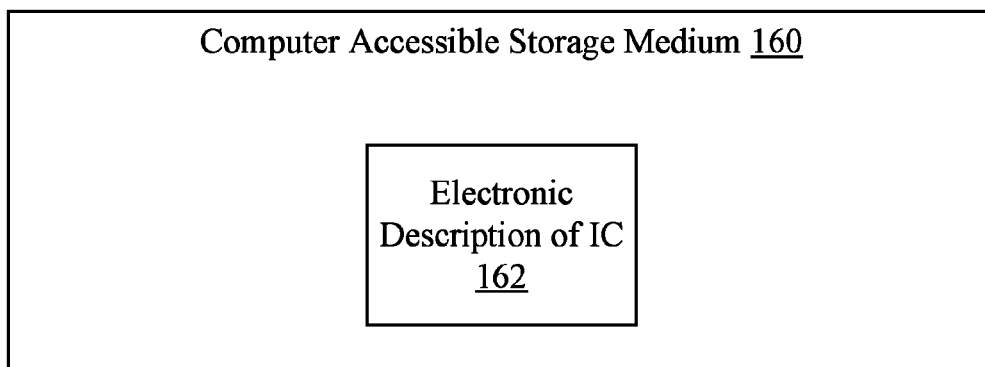 Computer Accessible Storage Medium 160
Electronic
Description of IC
162